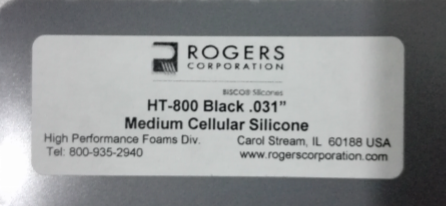 ROGERS
CORPORATION
BISCO® Silicones
HT-800 Black .031”
Medium Cellular Silicone
High Performance Foams Div. Carol Stream, IL 60188 USA
Tel: 800-935-2940 www.rogerscorporation.com